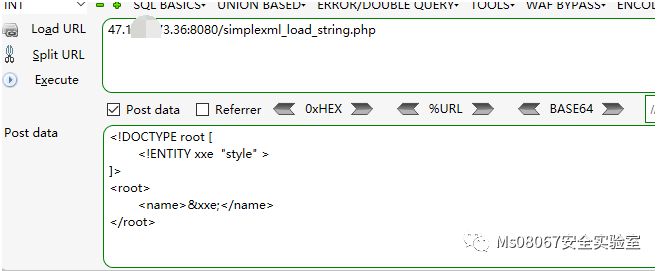 INT SQL BASICS▾ UNION BASED▾ ERROR/DOUBLE QUERY▾ TOOLS▾ WAF BYPASS▾ ENCOD
Load URL 47.1 3.36:8080/simplexml_load_string.php
Split URL
Execute
Post data Referrer 0xHEX %URL BASE64
Post data
<!DOCTYPE root [
<!ENTITY xxe "style" >
]>
<root>
<name>&xxe;</name>
</root>
Ms08067安全实验室